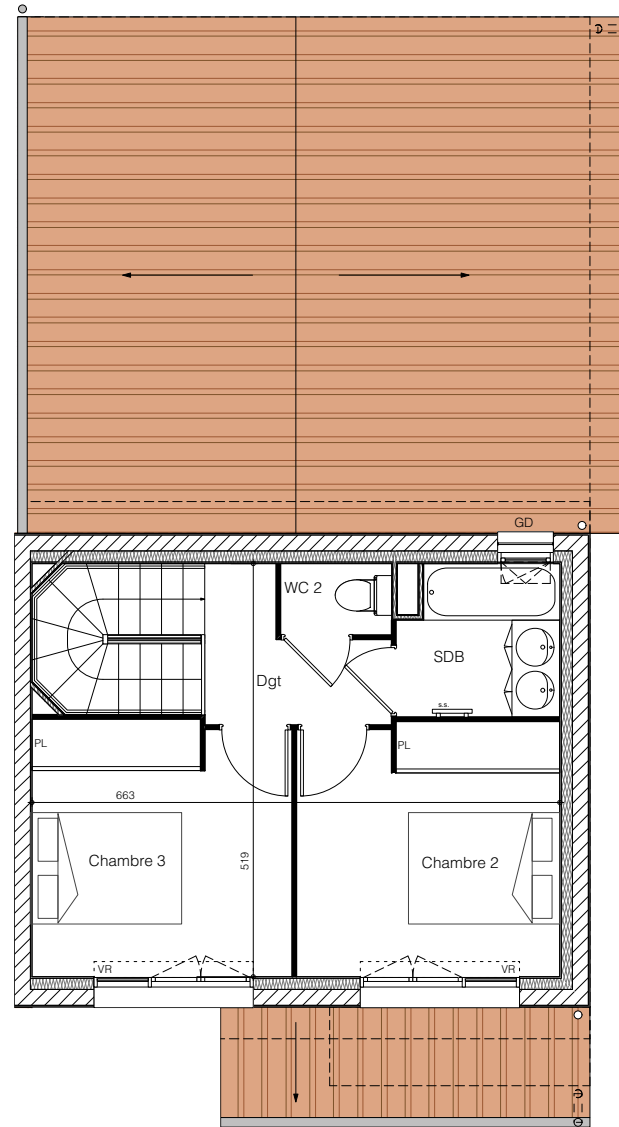 GD
WC 2
SDB
Dgt
s.s.
PL
PL
663
519
Chambre 3
Chambre 2
VR
VR